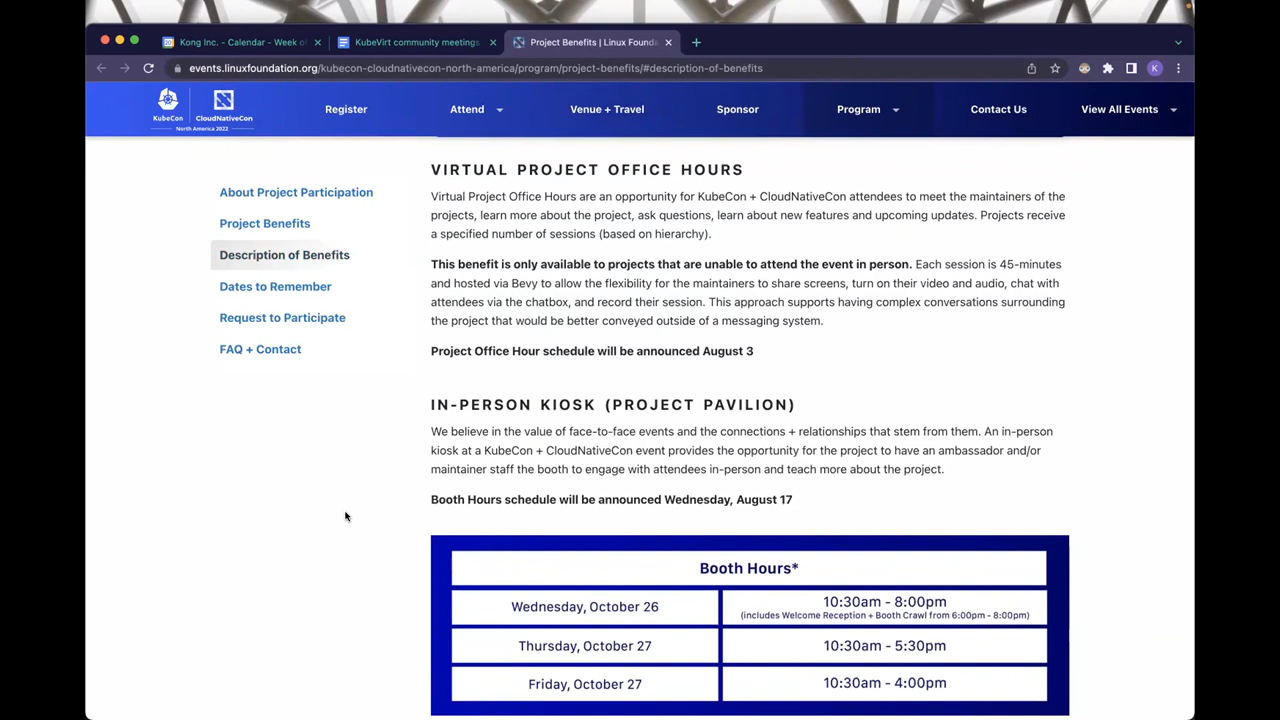 Kong Inc. - Calendar - Week o
KubeVirt community meetings
Project Benefits | Linux Founda
events.linuxfoundation.org/kubecon-cloudnativecon-north-america/program/project-benefits/#description-of-benefits
K
KubeCon
CloudNativeCon
North America 2022
Register
Attend
Venue + Travel
Sponsor
Program
Contact Us
View All Events
About Project Participation
Project Benefits
Description of Benefits
Dates to Remember
Request to Participate
FAQ + Contact
VIRTUAL PROJECT OFFICE HOURS
Virtual Project Office Hours are an opportunity for KubeCon + CloudNativeCon attendees to meet the maintainers of the
projects, learn more about the project, ask questions, learn about new features and upcoming updates. Projects receive
a specified number of sessions (based on hierarchy).
This benefit is only available to projects that are unable to attend the event in person. Each session is 45-minutes
and hosted via Bevy to allow the flexibility for the maintainers to share screens, turn on their video and audio, chat with
attendees via the chatbox, and record their session. This approach supports having complex conversations surrounding
the project that would be better conveyed outside of a messaging system.
Project Office Hour schedule will be announced August 3
IN-PERSON KIOSK (PROJECT PAVILION)
We believe in the value of face-to-face events and the connections + relationships that stem from them. An in-person
kiosk at a KubeCon + CloudNativeCon event provides the opportunity for the project to have an ambassador and/or
maintainer staff the booth to engage with attendees in-person and teach more about the project.
Booth Hours schedule will be announced Wednesday, August 17
Booth Hours*
Wednesday, October 26
10:30am - 8:00pm
(includes Welcome Reception + Booth Crawl from 6:00pm - 8:00pm)
Thursday, October 27
10:30am - 5:30pm
Friday, October 27
10:30am - 4:00pm